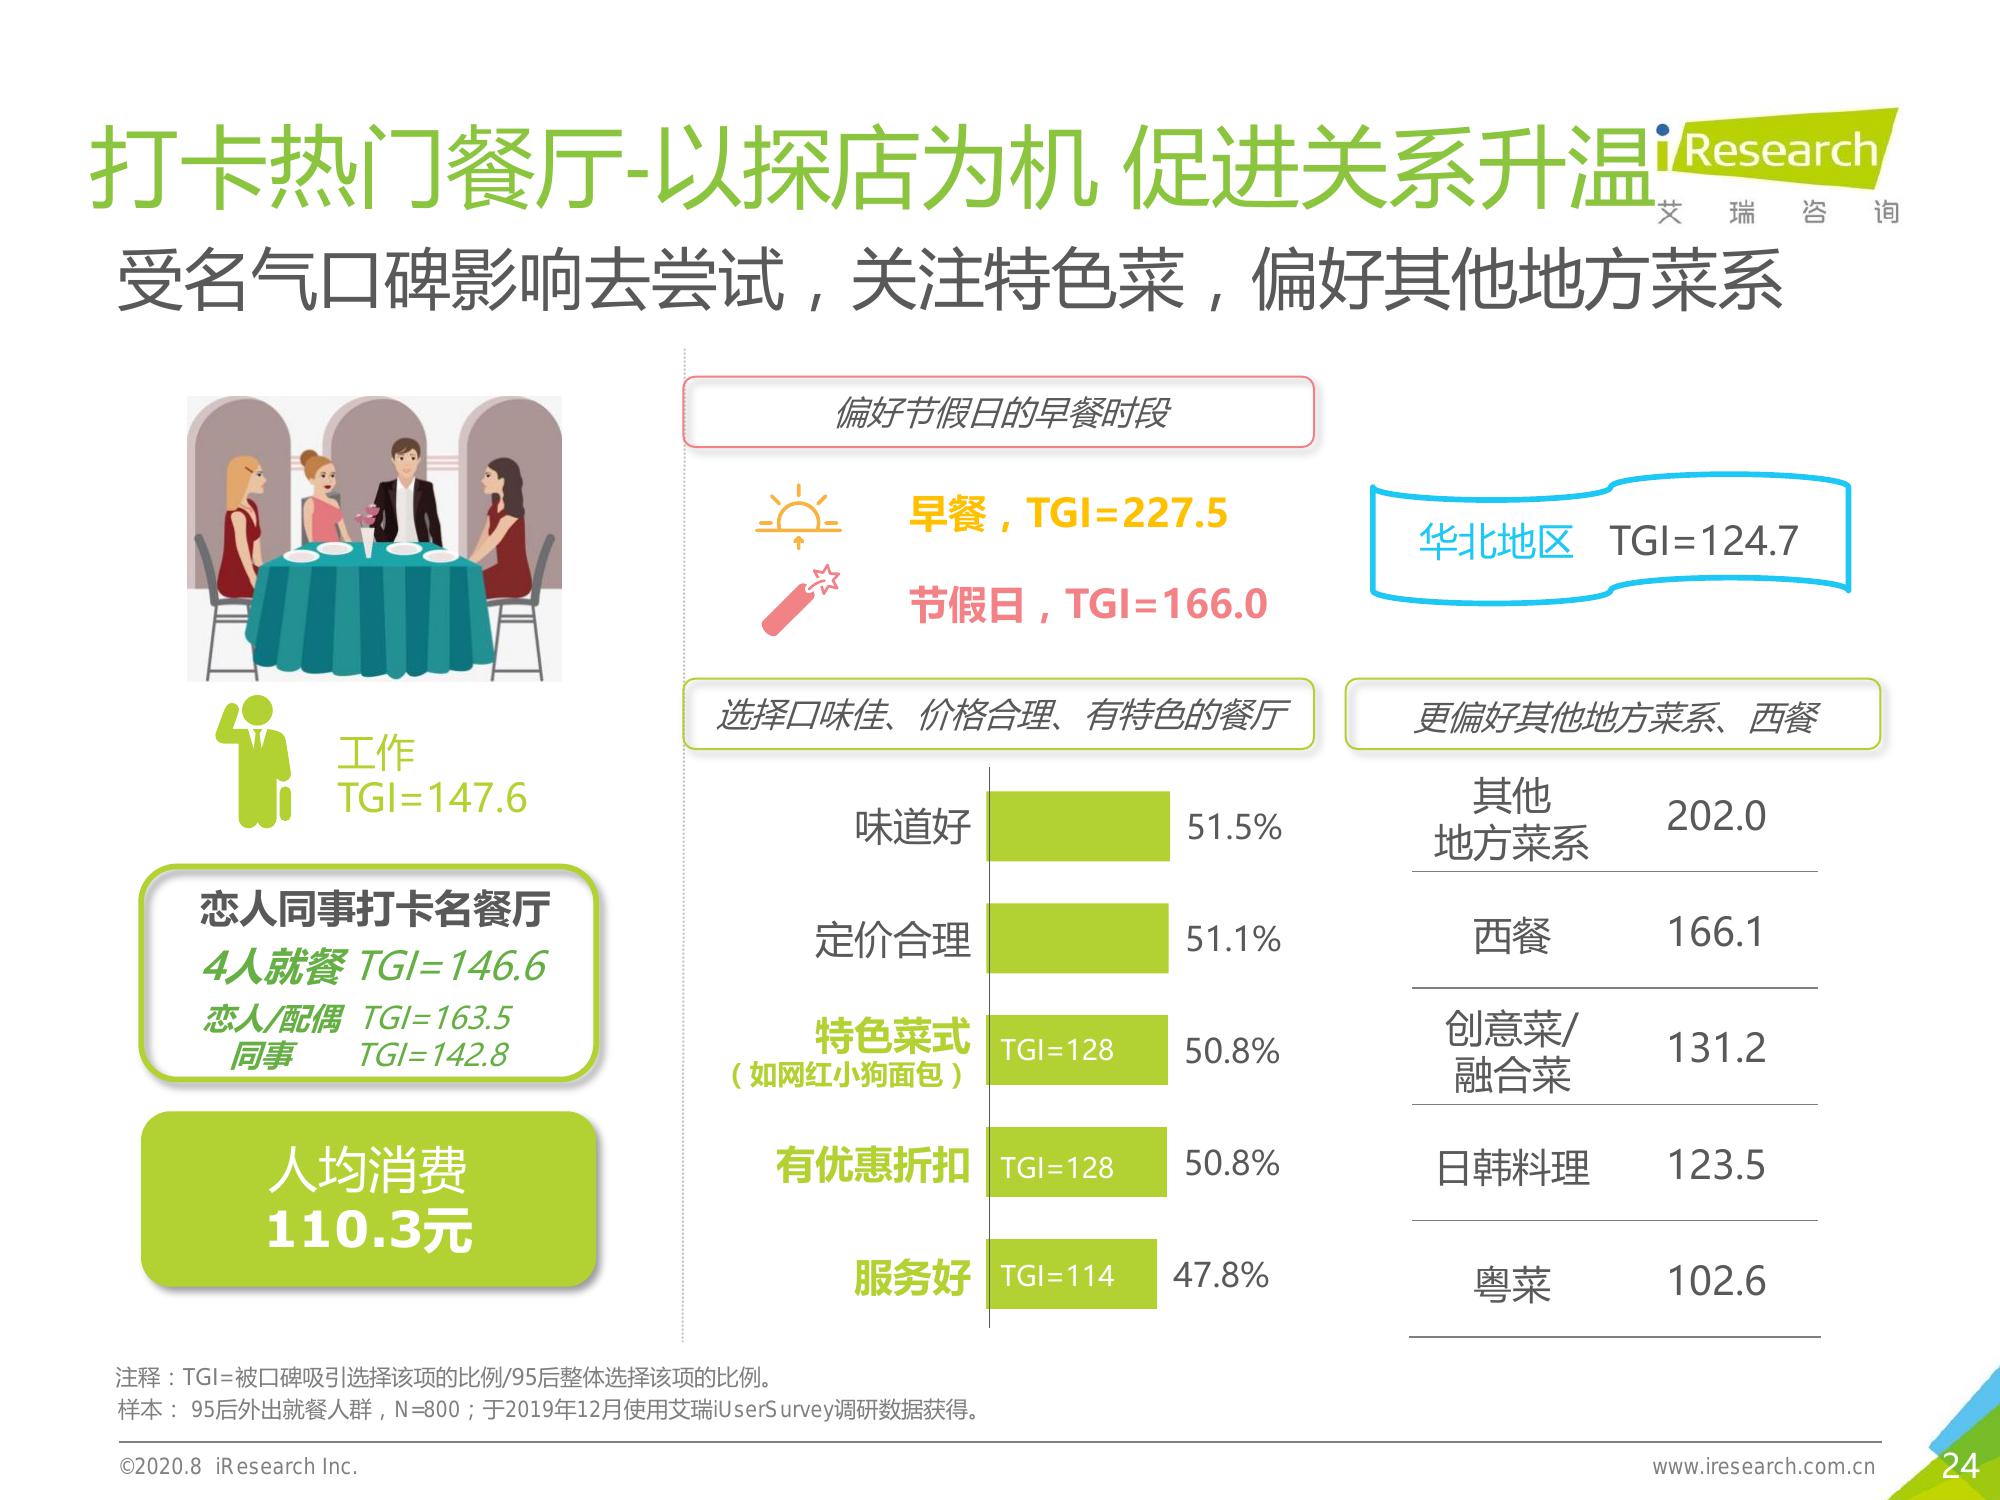 打卡热门餐厅-以探店为机 促进关系升温
iResearch
艾瑞咨询
受名气口碑影响去尝试，关注特色菜，偏好其他地方菜系
工作
TGI=147.6
恋人同事打卡名餐厅
4人就餐 TGI=146.6
恋人/配偶 TGI=163.5
同事 TGI=142.8
人均消费
110.3元
偏好节假日的早餐时段
早餐，TGI=227.5
节假日，TGI=166.0
华北地区 TGI=124.7
选择口味佳、价格合理、有特色的餐厅
味道好 51.5%
定价合理 51.1%
特色菜式 TGI=128 50.8%
（如网红小狗面包）
有优惠折扣 TGI=128 50.8%
服务好 TGI=114 47.8%
更偏好其他地方菜系、西餐
其他
地方菜系 202.0
西餐 166.1
创意菜/
融合菜 131.2
日韩料理 123.5
粤菜 102.6
注释：TGI=被口碑吸引选择该项的比例/95后整体选择该项的比例。
样本： 95后外出就餐人群，N=800；于2019年12月使用艾瑞iUserSurvey调研数据获得。
©2020.8 iResearch Inc.
www.iresearch.com.cn
24